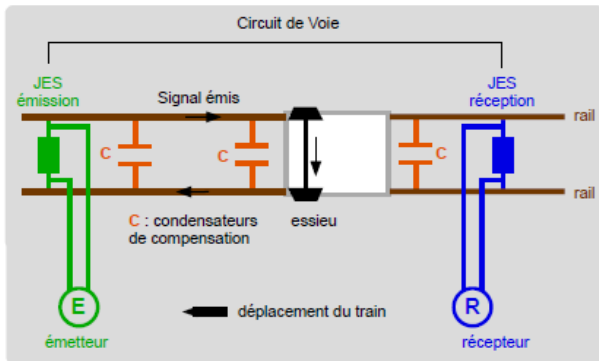 Circuit de Voie
JES
émission
JES
réception
Signal émis
rail
C
C
C
rail
C : condensateurs
de compensation
essieu
E
déplacement du train
R
émetteur
récepteur